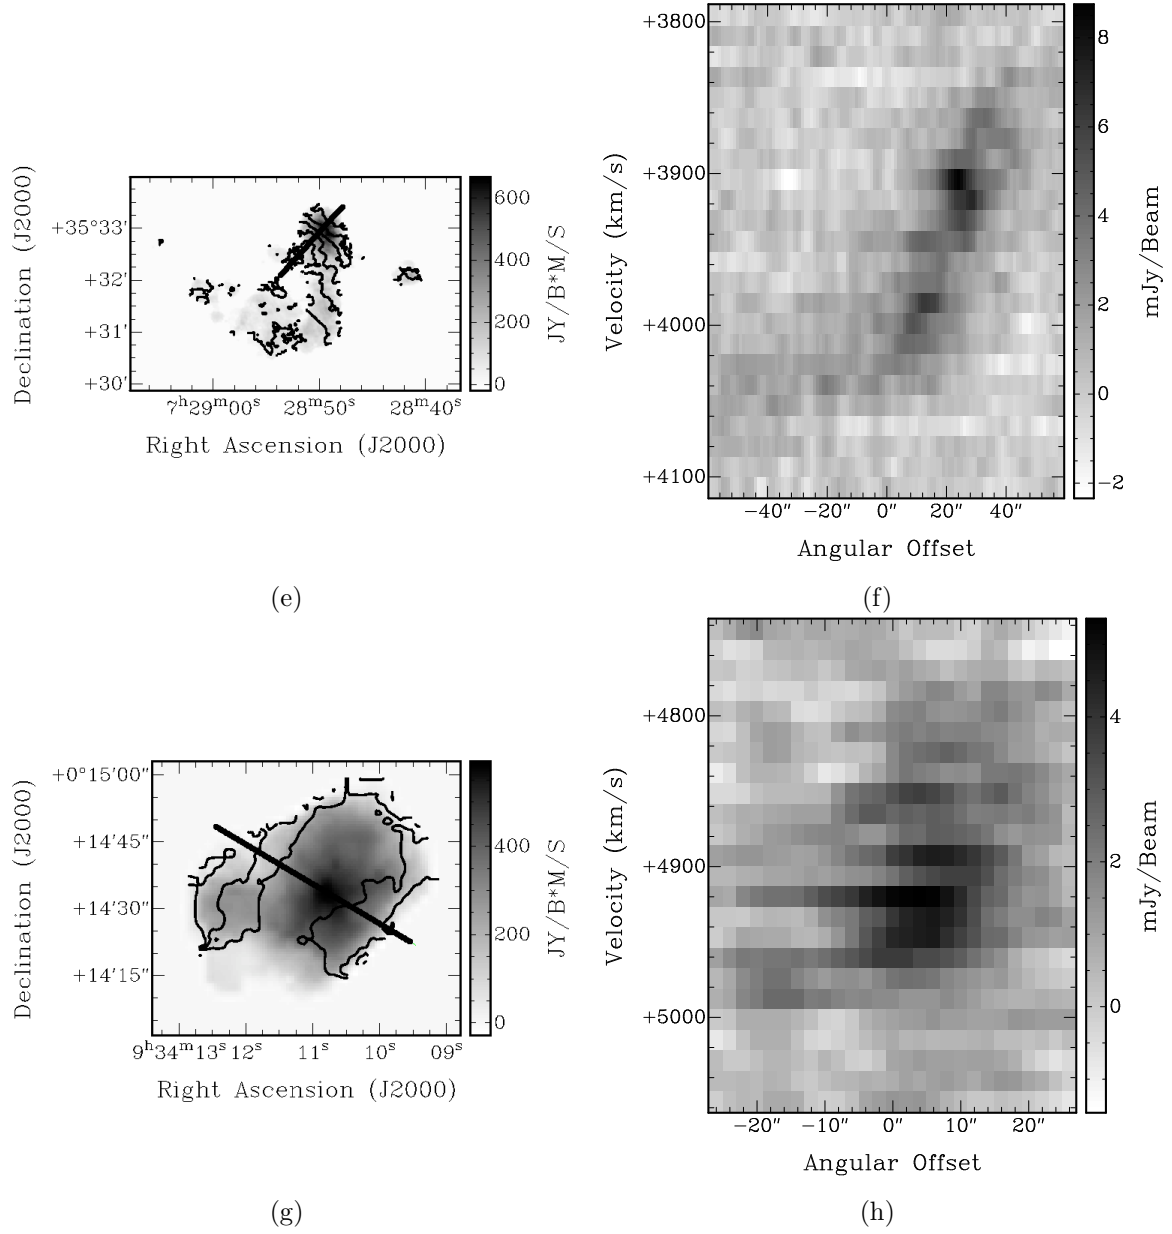 +3800
+3900
+4000
+4100
Velocity (km/s)
−40″ −20″ 0″ 20″ 40″
Angular Offset
8
6
4
2
0
−2
mJy/Beam
Declination (J2000)
+35°33′
+32′
+31′
+30′
7ʰ29ᵐ00ˢ 28ᵐ50ˢ 28ᵐ40ˢ
Right Ascension (J2000)
600
400
200
0
JY/B*M/S
(e) (f)
Declination (J2000)
+0°15′00″
+14′45″
+14′30″
+14′15″
9ʰ34ᵐ13ˢ 12ˢ 11ˢ 10ˢ 09ˢ
Right Ascension (J2000)
400
200
0
JY/B*M/S
+4800
+4900
+5000
Velocity (km/s)
−20″ −10″ 0″ 10″ 20″
Angular Offset
4
2
0
mJy/Beam
(g) (h)